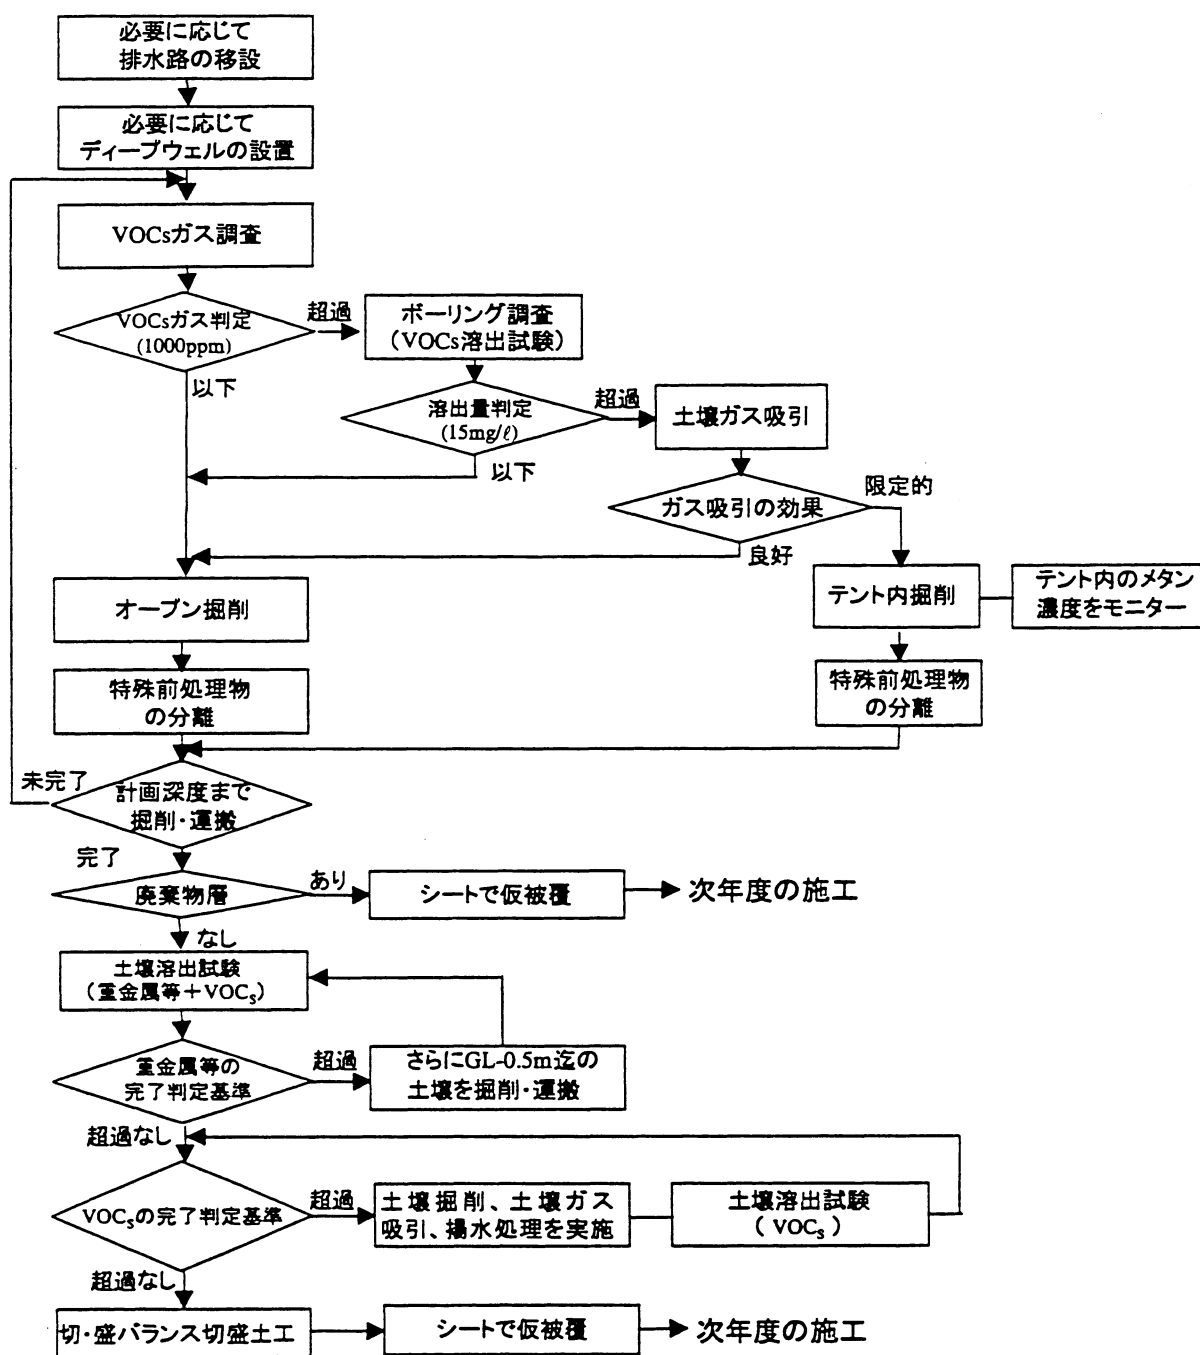 必要に応じて
排水路の移設
必要に応じて
ディープウェルの設置
VOCsガス調査
VOCsガス判定
(1000ppm)
超過
以下
ボーリング調査
（VOCs溶出試験）
溶出量判定
(15mg/ℓ)
超過
以下
土壌ガス吸引
ガス吸引の効果
限定的
良好
オープン掘削
テント内掘削
テント内のメタン
濃度をモニター
特殊前処理物
の分離
特殊前処理物
の分離
未完了
計画深度まで
掘削・運搬
完了
廃棄物層
あり
シートで仮被覆
次年度の施工
なし
土壌溶出試験
（重金属等＋VOCs）
重金属等の
完了判定基準
超過
さらにGL-0.5m迄の
土壌を掘削・運搬
超過なし
VOCsの完了判定基準
超過
土壌掘削、土壌ガス
吸引、揚水処理を実施
土壌溶出試験
（VOCs）
超過なし
切・盛バランス切盛土工
シートで仮被覆
次年度の施工